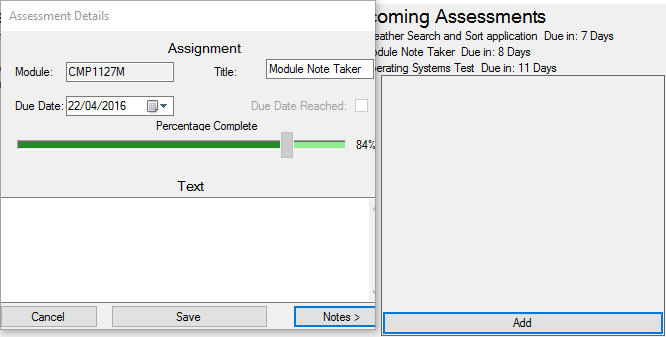 Assessment Details
Assignment
Module: CMP1127M Title: Module Note Taker
Due Date: 22/04/2016 Due Date Reached:
Percentage Complete
84%
Text
Cancel Save Notes >
coming Assessments
eather Search and Sort application Due in: 7 Days
odule Note Taker Due in: 8 Days
perating Systems Test Due in: 11 Days
Add